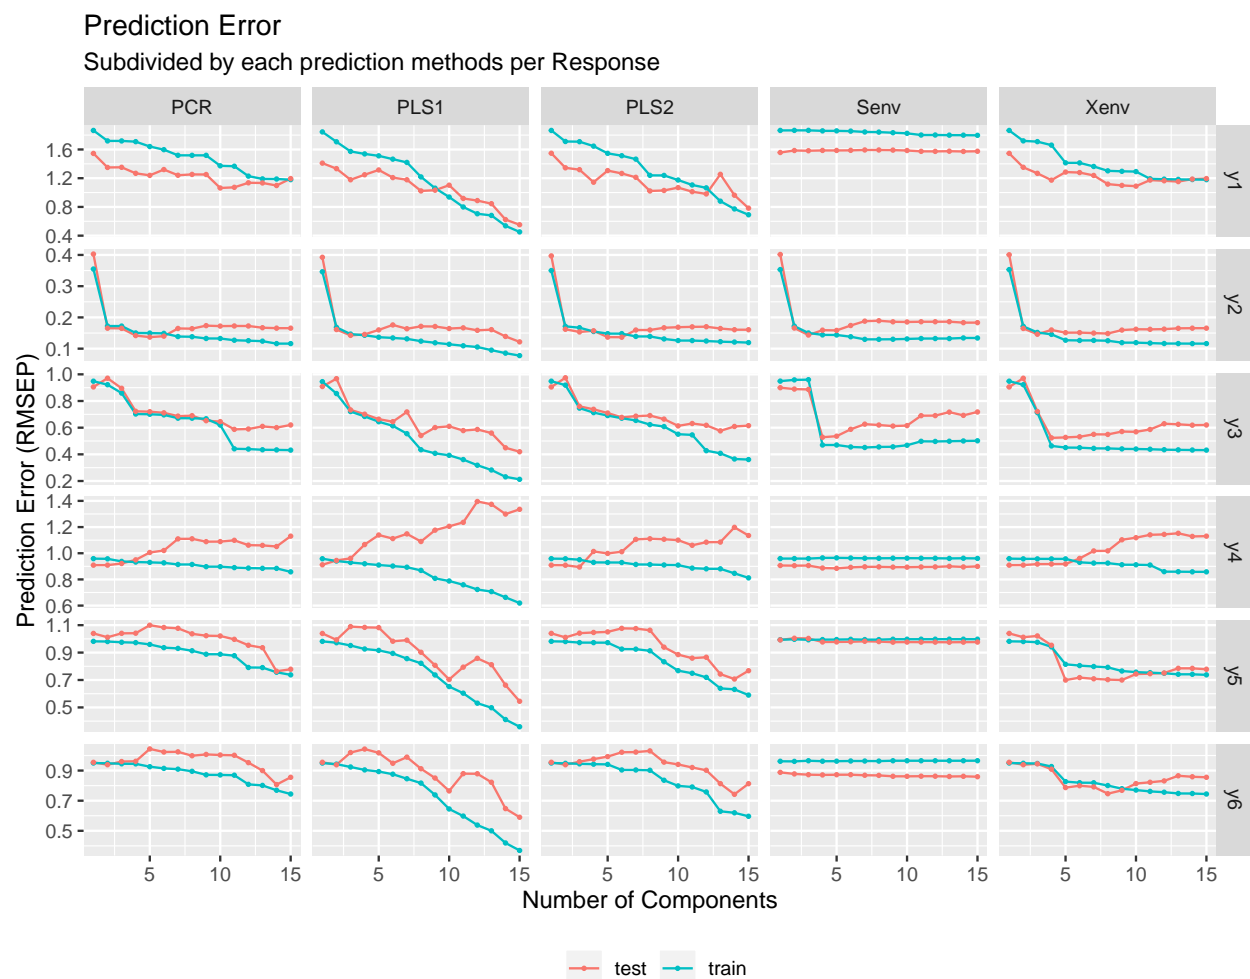 Prediction Error
Subdivided by each prediction methods per Response
PCR PLS1 PLS2 Senv Xenv
1.6
1.2
0.8
0.4
y1
0.4
0.3
0.2
0.1
y2
1.0
0.8
0.6
0.4
0.2
y3
Prediction Error (RMSEP)
1.4
1.2
1.0
0.8
0.6
y4
1.1
0.9
0.7
0.5
y5
0.9
0.7
0.5
y6
5 10 15 5 10 15 5 10 15 5 10 15 5 10 15
Number of Components
test train